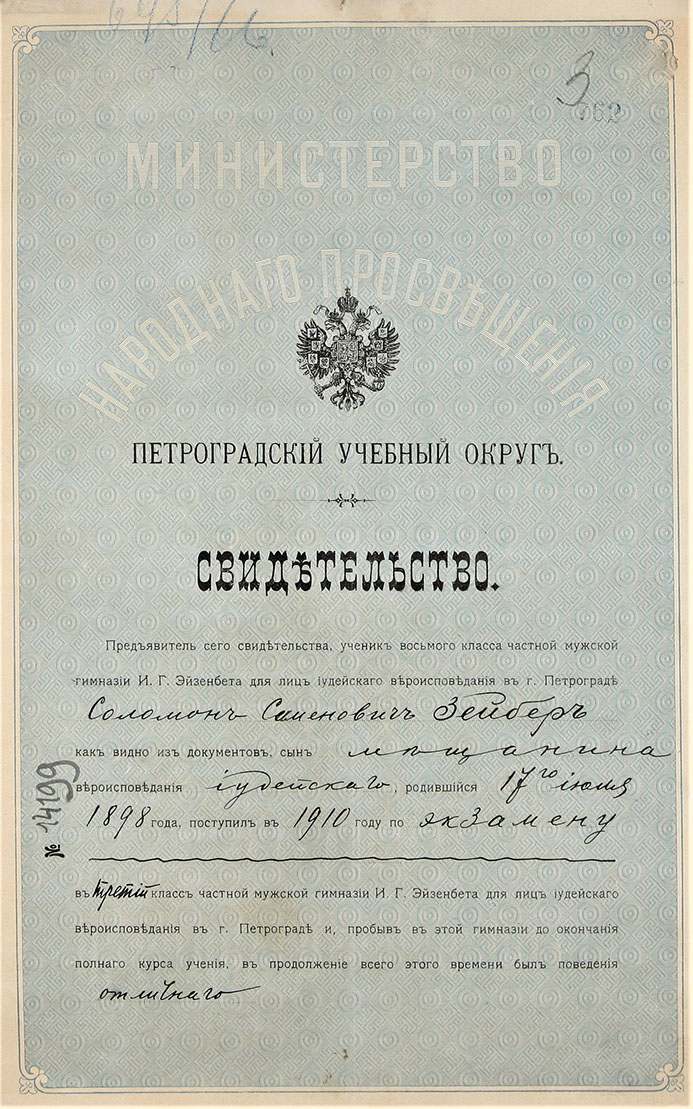 3
762
МИНИСТЕРСТВО
НАРОДНАГО ПРОСВѢЩЕНІЯ
ПЕТРОГРАДСКІЙ УЧЕБНЫЙ ОКРУГЪ.
СВИДѢТЕЛЬСТВО.
Предъявитель сего свидѣтельства, ученикъ восьмого класса частной мужской
гимназіи И. Г. Эйзенбета для лицъ іудейскаго вѣроисповѣданія въ г. Петроградѣ
Соломонъ Сименовичъ Зейберъ
какъ видно изъ документовъ, сынъ мѣщанина
вѣроисповѣданія іудейскаго, родившійся 17го іюля
1898 года, поступилъ въ 1910 году по экзамену
въ третій классъ частной мужской гимназіи И. Г. Эйзенбета для лицъ іудейскаго
вѣроисповѣданія въ г. Петроградѣ и, пробывъ въ этой гимназіи до окончанія
полнаго курса ученія, въ продолженіе всего этого времени былъ поведенія
отличнаго
№ 14199